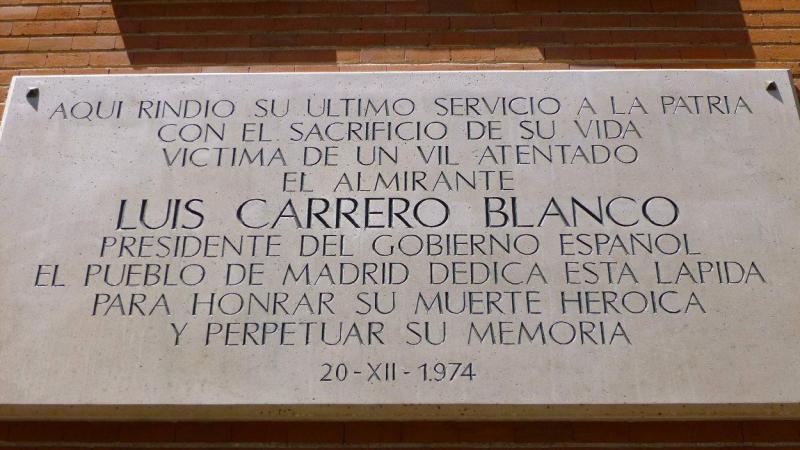 AQUI RINDIO SU ULTIMO SERVICIO A LA PATRIA
CON EL SACRIFICIO DE SU VIDA
VICTIMA DE UN VIL ATENTADO
EL ALMIRANTE
LUIS CARRERO BLANCO
PRESIDENTE DEL GOBIERNO ESPAÑOL
EL PUEBLO DE MADRID DEDICA ESTA LAPIDA
PARA HONRAR SU MUERTE HEROICA
Y PERPETUAR SU MEMORIA
20-XII-1.974